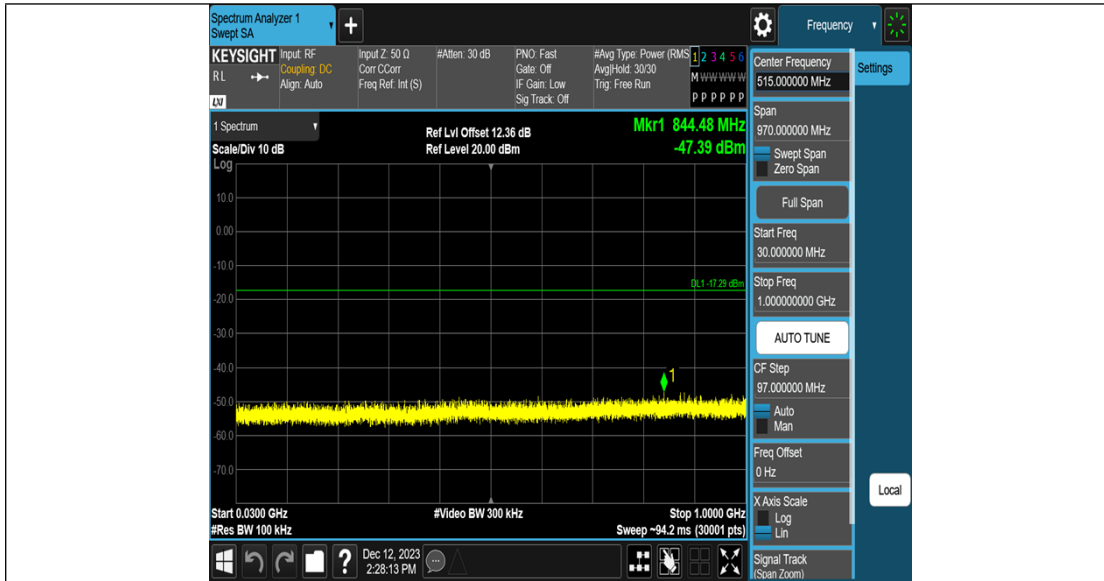 Spectrum Analyzer 1
Swept SA
+
Frequency
KEYSIGHT
RL
LXI
Input: RF
Coupling: DC
Align: Auto
Input Z: 50 Ω
Corr CCorr
Freq Ref: Int (S)
#Atten: 30 dB
PNO: Fast
Gate: Off
IF Gain: Low
Sig Track: Off
#Avg Type: Power (RMS
Avg|Hold: 30/30
Trig: Free Run
1 2 3 4 5 6
M W W W W W
P P P P P P
1 Spectrum
Scale/Div 10 dB
Ref Lvl Offset 12.36 dB
Ref Level 20.00 dBm
Mkr1 844.48 MHz
-47.39 dBm
Log
10.0
0.00
-10.0
DL1 -17.29 dBm
-20.0
-30.0
-40.0
1
-50.0
-60.0
-70.0
Start 0.0300 GHz
#Video BW 300 kHz
Stop 1.0000 GHz
#Res BW 100 kHz
Sweep ~94.2 ms (30001 pts)
?
Dec 12, 2023
2:28:13 PM
Center Frequency
515.000000 MHz
Settings
Span
970.000000 MHz
Swept Span
Zero Span
Full Span
Start Freq
30.000000 MHz
Stop Freq
1.000000000 GHz
AUTO TUNE
CF Step
97.000000 MHz
Auto
Man
Freq Offset
0 Hz
X Axis Scale
Log
Lin
Local
Signal Track
(Span Zoom)